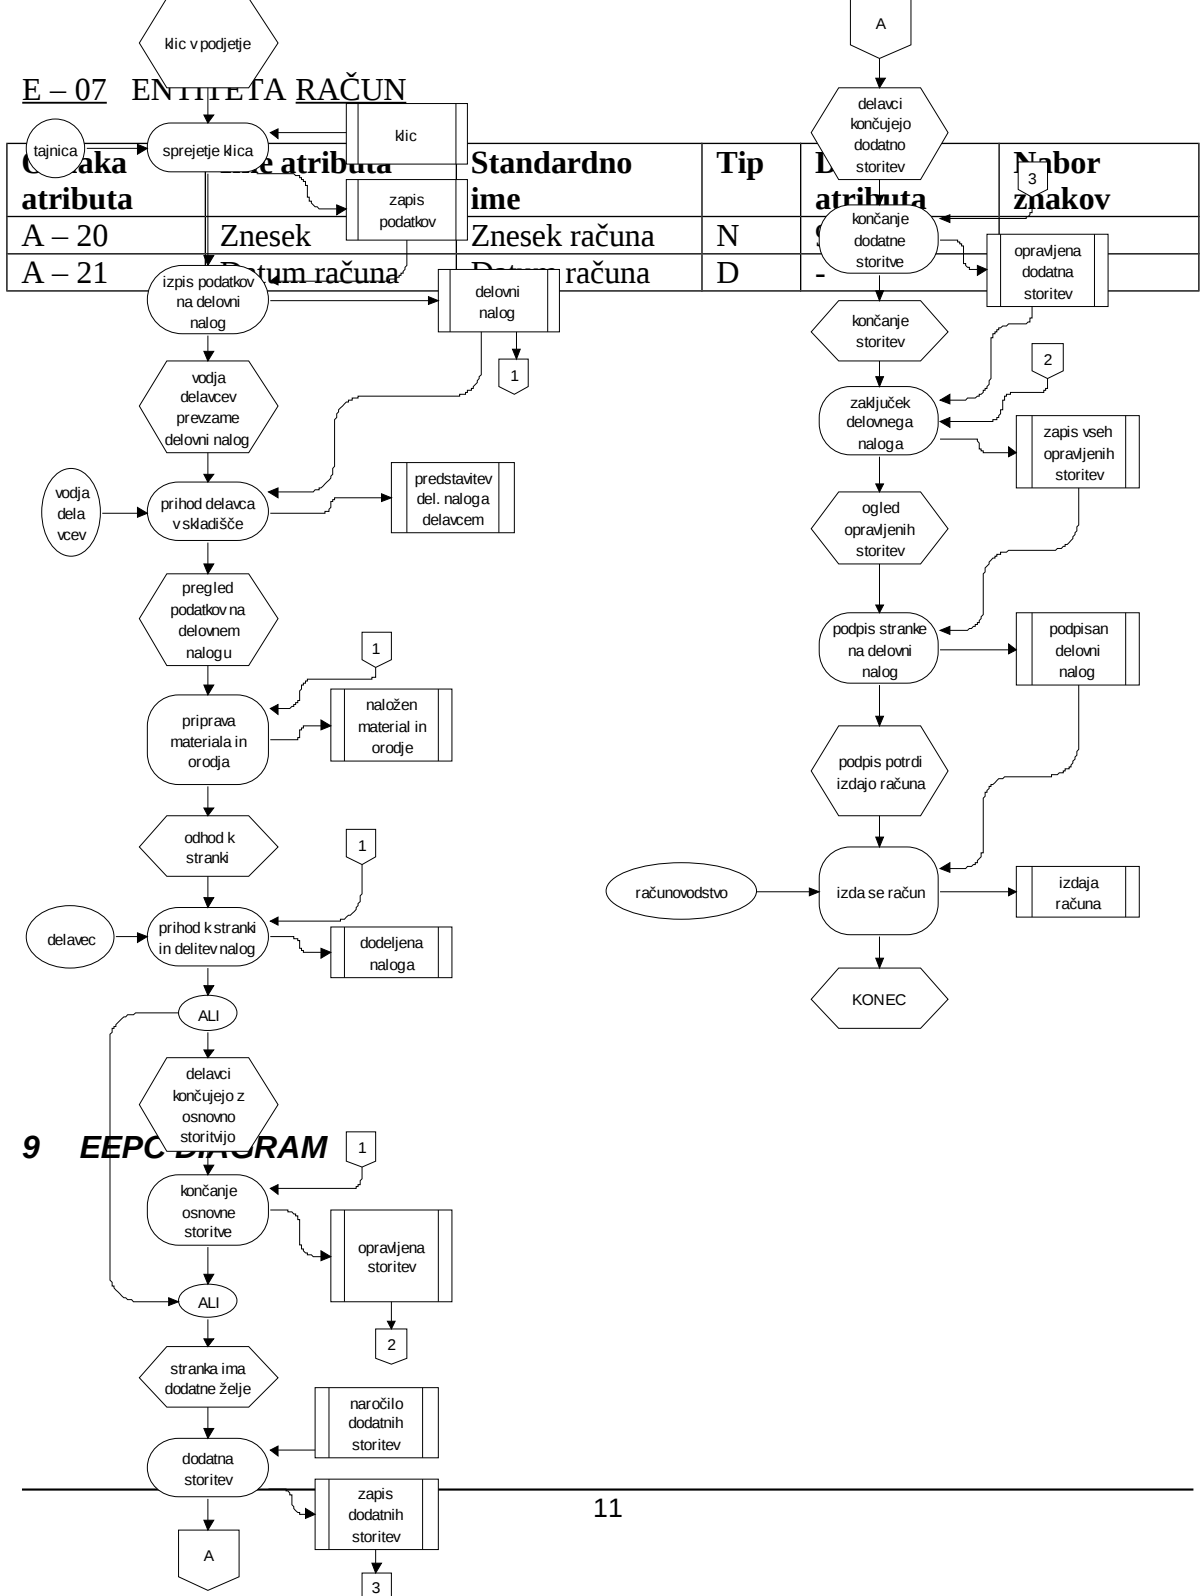 klic v podjetje
E – 07 ENTITETA RAČUN
tajnica
sprejetje klica
klic
atributa
atributa
Standardno
ime
Tip
atributa
Nabor
znakov
zapis
podatkov
A – 20
Znesek
Znesek računa
N
A – 21
Datum računa
Datum računa
D
-
izpis podatkov
na delovni
nalog
delovni
nalog
1
vodja
delavcev
prevzame
delovni nalog
vodja
dela
vcev
prihod delavca
v skladišče
predstavitev
del. naloga
delavcem
pregled
podatkov na
delovnem
nalogu
1
priprava
materiala in
orodja
naložen
material in
orodje
odhod k
stranki
1
delavec
prihod k stranki
in delitev nalog
dodeljena
naloga
ALI
delavci
končujejo z
osnovno
storitvijo
9 EEPC DIAGRAM
1
končanje
osnovne
storitve
opravljena
storitev
ALI
2
stranka ima
dodatne želje
naročilo
dodatnih
storitev
dodatna
storitev
zapis
dodatnih
storitev
A
3
A
delavci
končujejo
dodatno
storitev
3
končanje
dodatne
storitve
opravljena
dodatna
storitev
končanje
storitev
2
zaključek
delovnega
naloga
zapis vseh
opravljenih
storitev
ogled
opravljenih
storitev
podpis stranke
na delovni
nalog
podpisan
delovni
nalog
podpis potrdi
izdajo računa
računovodstvo
izda se račun
izdaja
računa
KONEC
11